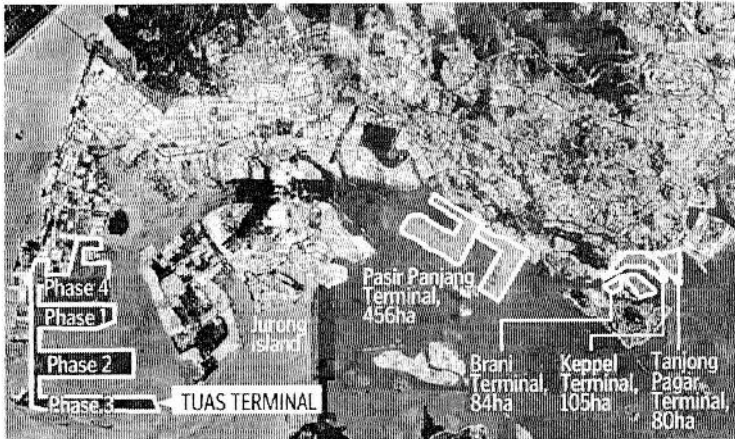 Phase 4
Phase 1
Phase 2
Phase 3
TUAS TERMINAL
Jurong
Island
Pasir Panjang
Terminal,
456ha
Brani
Terminal,
84ha
Keppel
Terminal,
105ha
Tanjong
Pagar
Terminal,
80ha